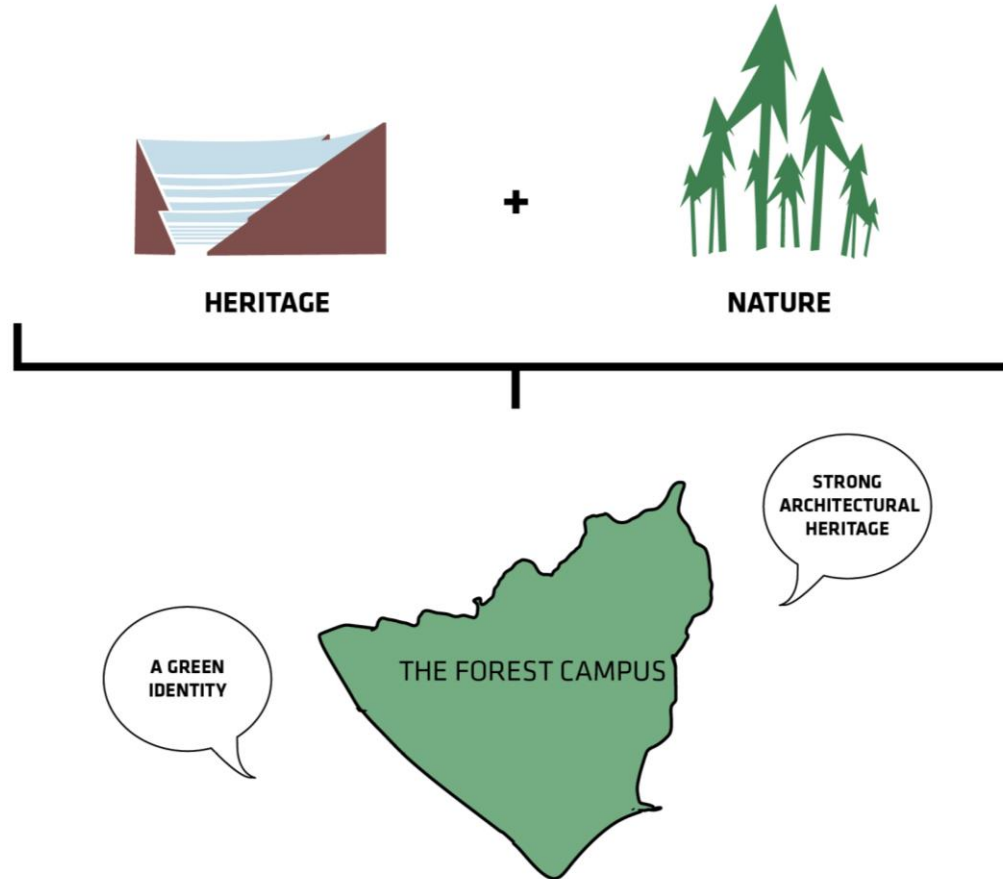 +
HERITAGE
NATURE
STRONG
ARCHITECTURAL
HERITAGE
THE FOREST CAMPUS
A GREEN
IDENTITY